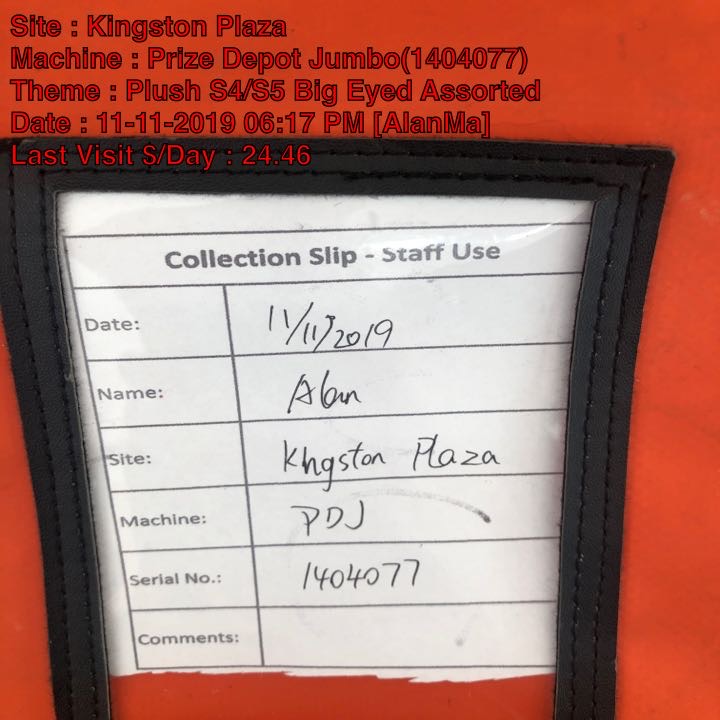 Site : Kingston Plaza
Machine : Prize Depot Jumbo(1404077)
Theme : Plush S4/S5 Big Eyed Assorted
Date : 11-11-2019 06:17 PM [AlanMa]
Last Visit $/Day : 24.46
Collection Slip - Staff Use
Date: 11/11/2019
Name: Alan
Site: Kingston Plaza
Machine: PDJ
Serial No.: 1404077
Comments: